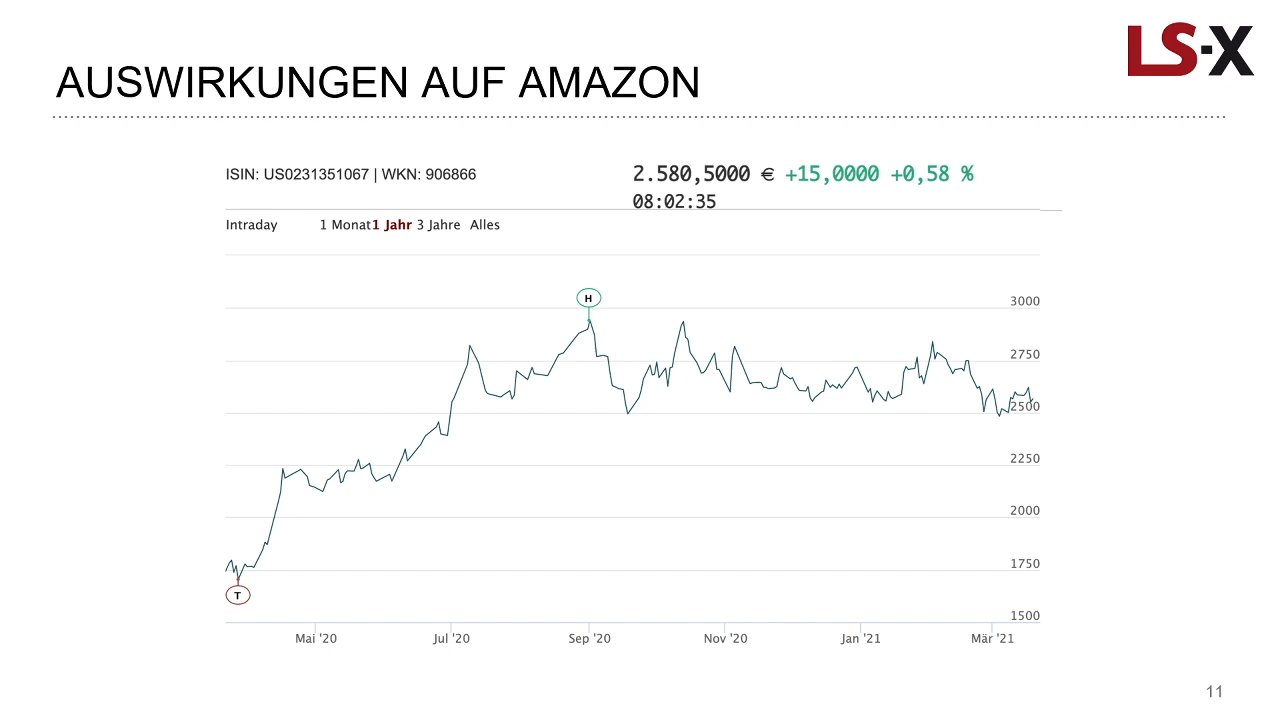 LS-X
AUSWIRKUNGEN AUF AMAZON
ISIN: US0231351067 | WKN: 906866
2.580,5000 € +15,0000 +0,58 %
08:02:35
Intraday 1 Monat 1 Jahr 3 Jahre Alles
H
3000
2750
2500
2250
2000
1750
T
1500
Mai '20 Jul '20 Sep '20 Nov '20 Jan '21 Mär '21
11